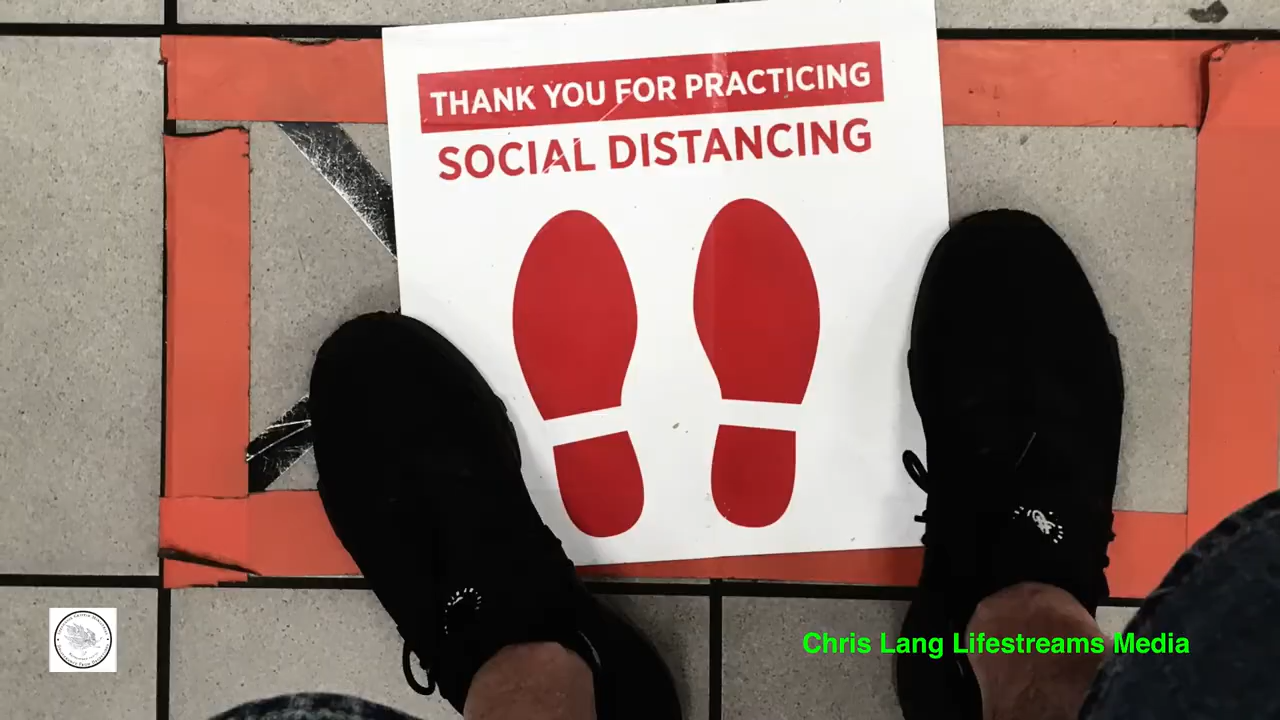 THANK YOU FOR PRACTICING
SOCIAL DISTANCING
Chris Lang Lifestreams Media